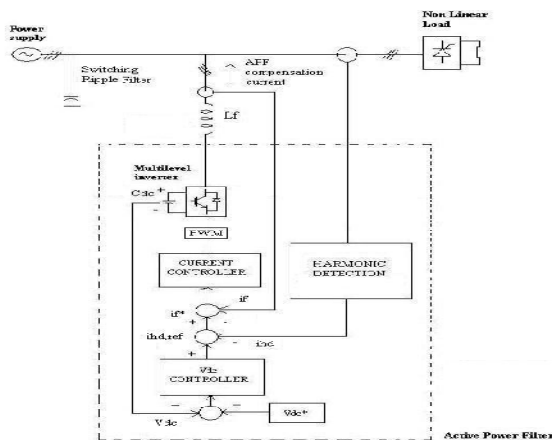 Power
supply
Non Linear
Load
Switching
Ripple Filter
APF
compensation
current
Lf
Multilevel
inverter
Cdc
+
-
PWM
CURRENT
CONTROLLER
HARMONIC
DETECTION
if
if*
+
-
ihd,ref
-
ihd
+
Vdc
CONTROLLER
-
-
Vdc
Vdc*
Active Power Filter